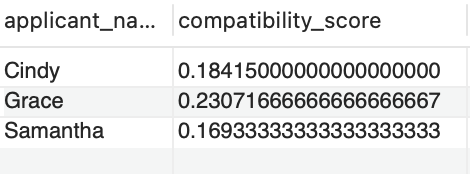 applicant_na... compatibility_score
Cindy 0.18415000000000000000
Grace 0.23071666666666666667
Samantha 0.16933333333333333333